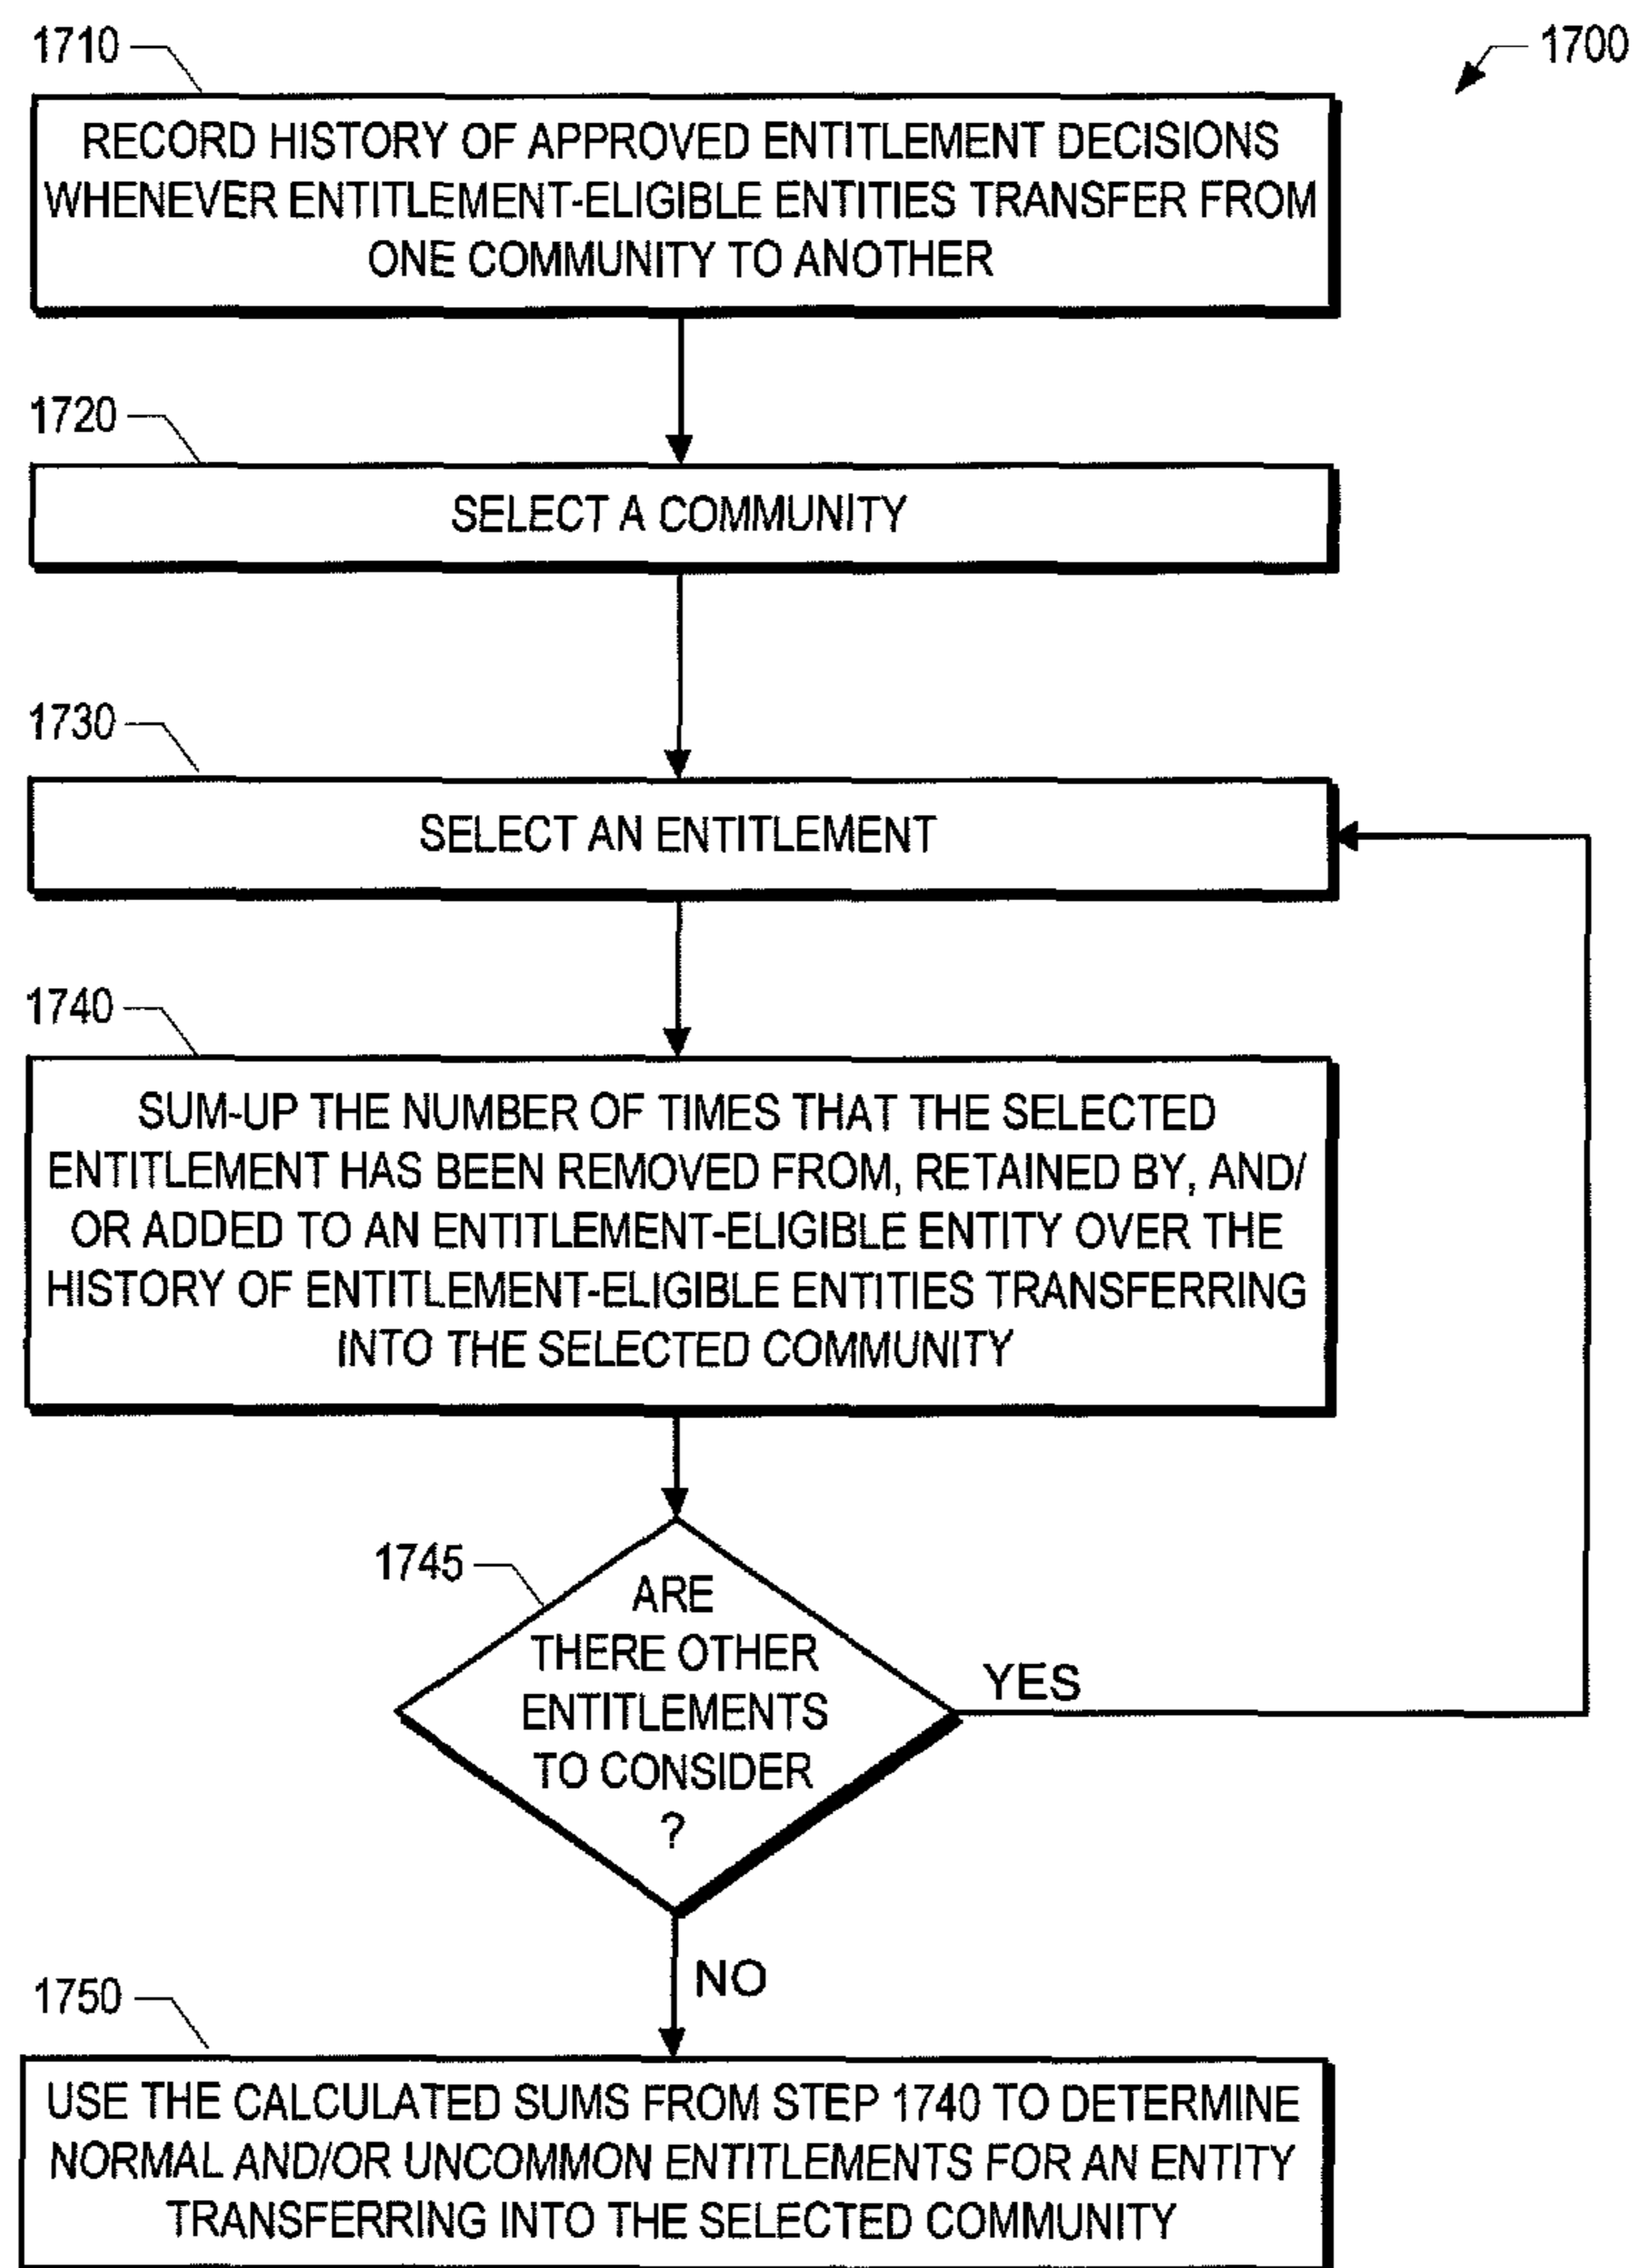 1710
1700
RECORD HISTORY OF APPROVED ENTITLEMENT DECISIONS
WHENEVER ENTITLEMENT-ELIGIBLE ENTITIES TRANSFER FROM
ONE COMMUNITY TO ANOTHER
1720
SELECT A COMMUNITY
1730
SELECT AN ENTITLEMENT
1740
SUM-UP THE NUMBER OF TIMES THAT THE SELECTED
ENTITLEMENT HAS BEEN REMOVED FROM, RETAINED BY, AND/
OR ADDED TO AN ENTITLEMENT-ELIGIBLE ENTITY OVER THE
HISTORY OF ENTITLEMENT-ELIGIBLE ENTITIES TRANSFERRING
INTO THE SELECTED COMMUNITY
1745
ARE
THERE OTHER
ENTITLEMENTS
TO CONSIDER
?
YES
NO
1750
USE THE CALCULATED SUMS FROM STEP 1740 TO DETERMINE
NORMAL AND/OR UNCOMMON ENTITLEMENTS FOR AN ENTITY
TRANSFERRING INTO THE SELECTED COMMUNITY